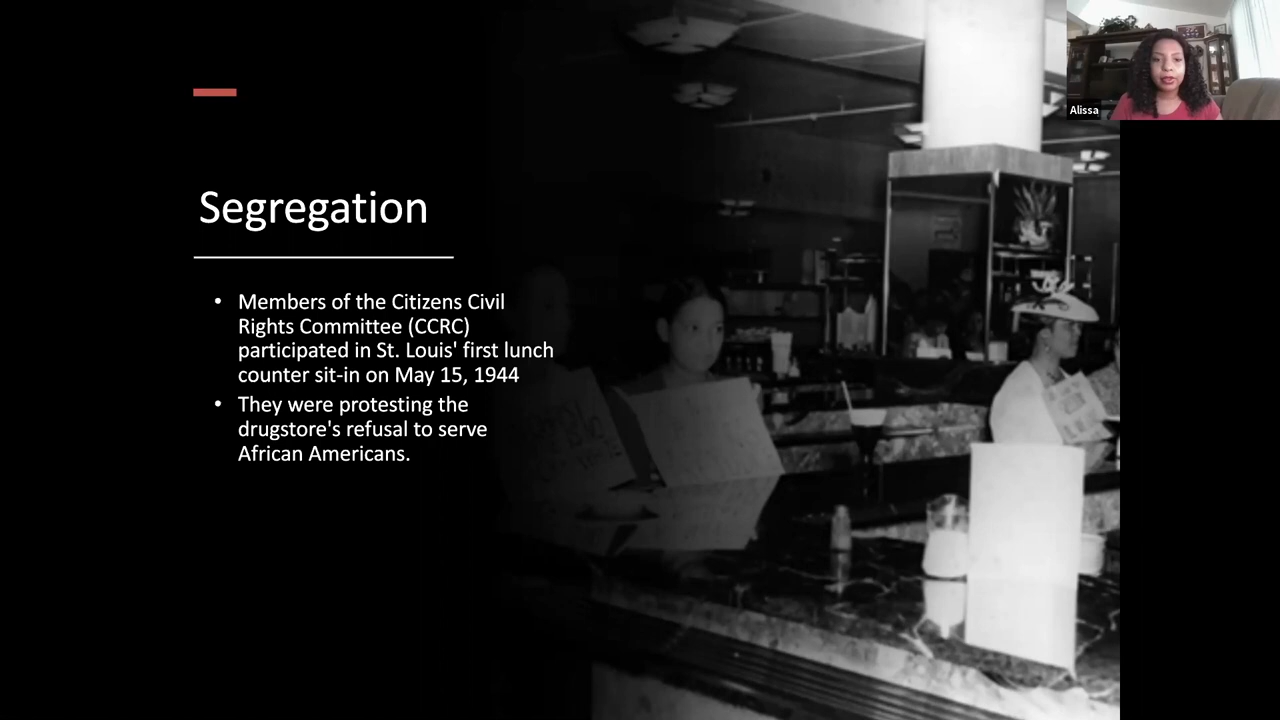 Alissa
Segregation
• Members of the Citizens Civil
Rights Committee (CCRC)
participated in St. Louis' first lunch
counter sit-in on May 15, 1944
• They were protesting the
drugstore's refusal to serve
African Americans.